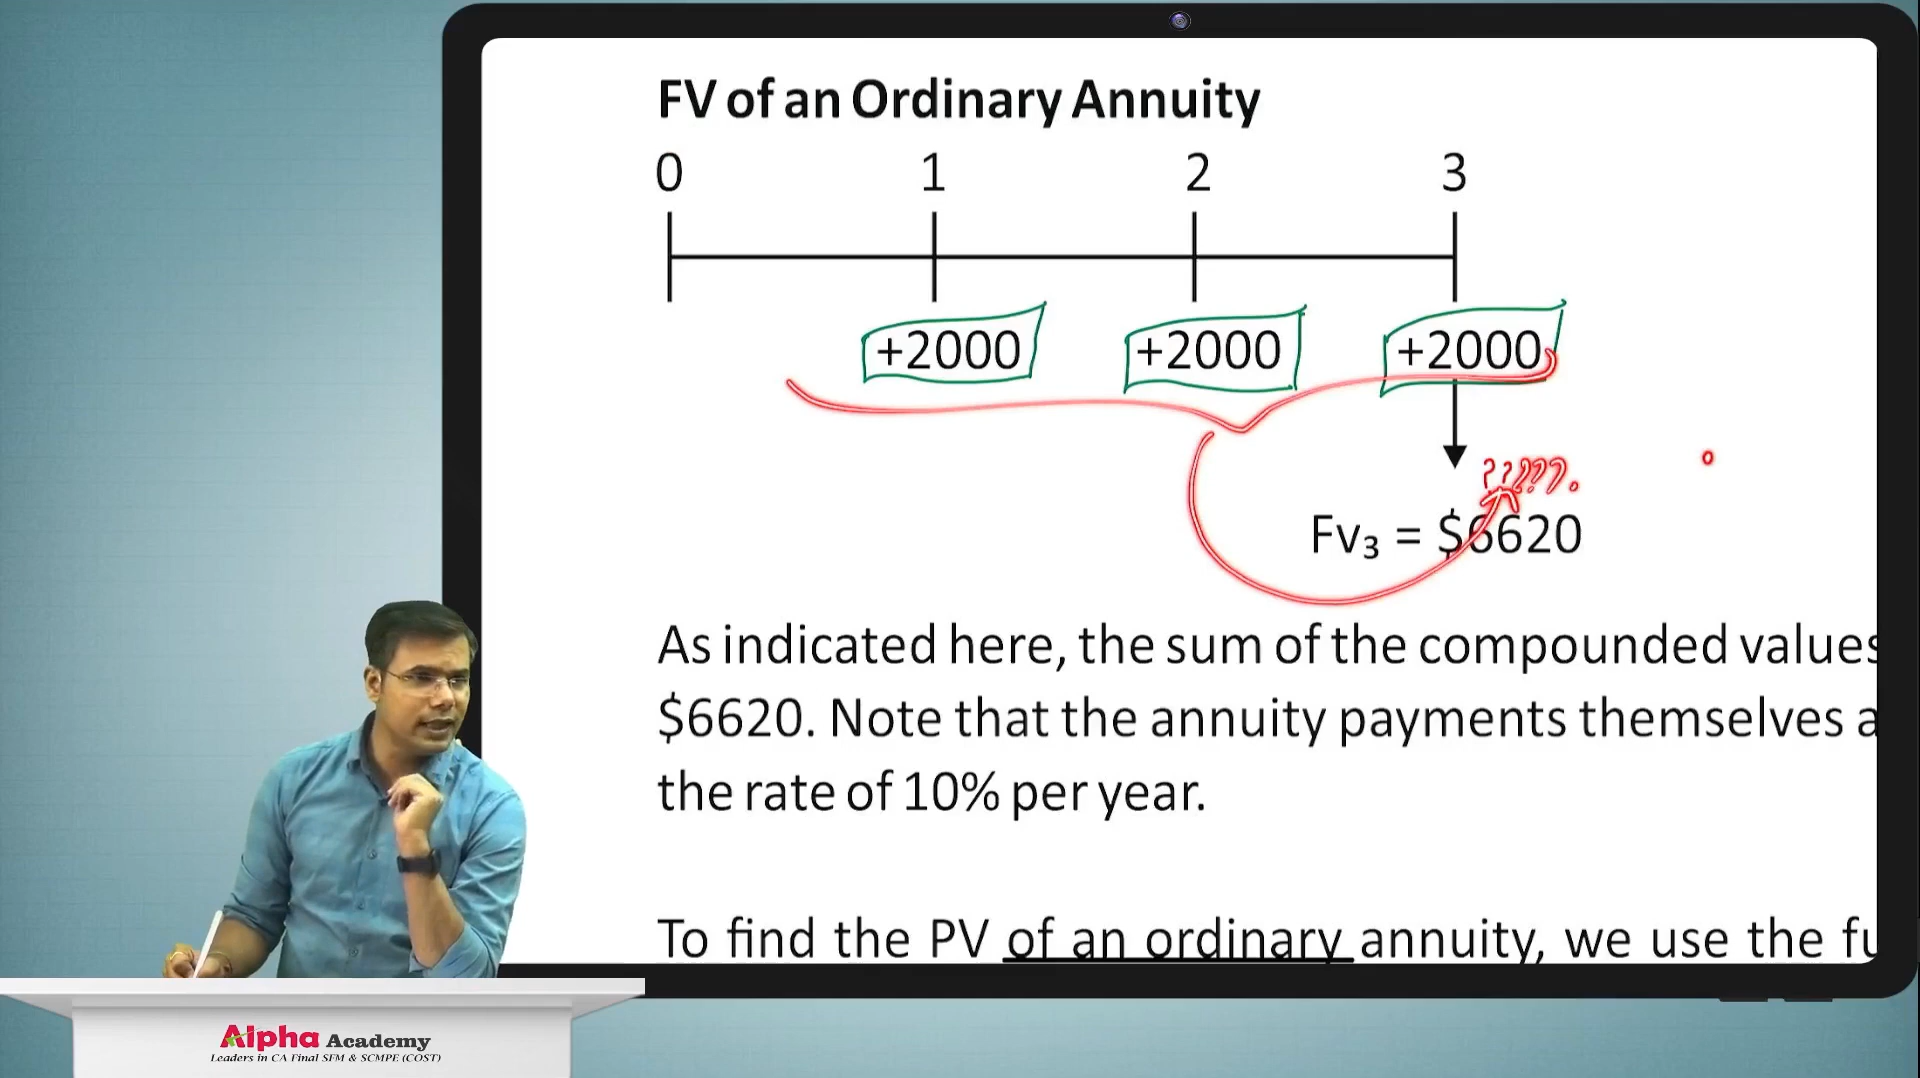 FV of an Ordinary Annuity
0 1 2 3
+2000 +2000 +2000
?????.
Fv₃ = $6620
As indicated here, the sum of the compounded values
$6620. Note that the annuity payments themselves a
the rate of 10% per year.
To find the PV of an ordinary annuity, we use the fu
Alpha Academy
Leaders in CA Final SFM & SCMPE (COST)